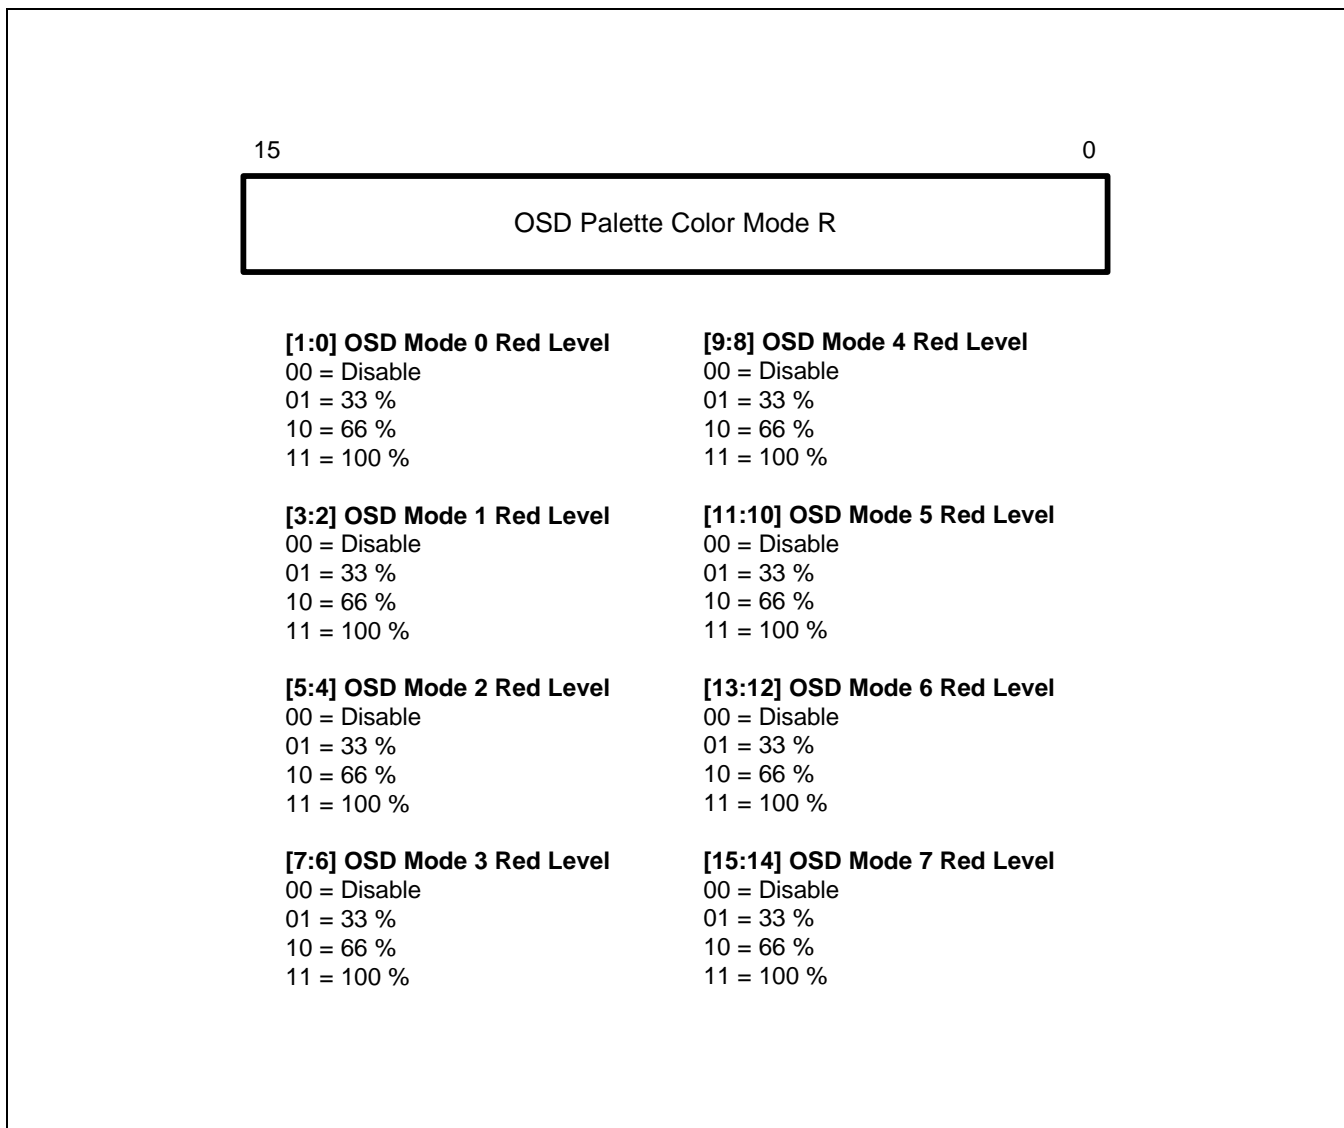 15
0
OSD Palette Color Mode R
[1:0] OSD Mode 0 Red Level
00 = Disable
01 = 33 %
10 = 66 %
11 = 100 %
[3:2] OSD Mode 1 Red Level
00 = Disable
01 = 33 %
10 = 66 %
11 = 100 %
[5:4] OSD Mode 2 Red Level
00 = Disable
01 = 33 %
10 = 66 %
11 = 100 %
[7:6] OSD Mode 3 Red Level
00 = Disable
01 = 33 %
10 = 66 %
11 = 100 %
[9:8] OSD Mode 4 Red Level
00 = Disable
01 = 33 %
10 = 66 %
11 = 100 %
[11:10] OSD Mode 5 Red Level
00 = Disable
01 = 33 %
10 = 66 %
11 = 100 %
[13:12] OSD Mode 6 Red Level
00 = Disable
01 = 33 %
10 = 66 %
11 = 100 %
[15:14] OSD Mode 7 Red Level
00 = Disable
01 = 33 %
10 = 66 %
11 = 100 %